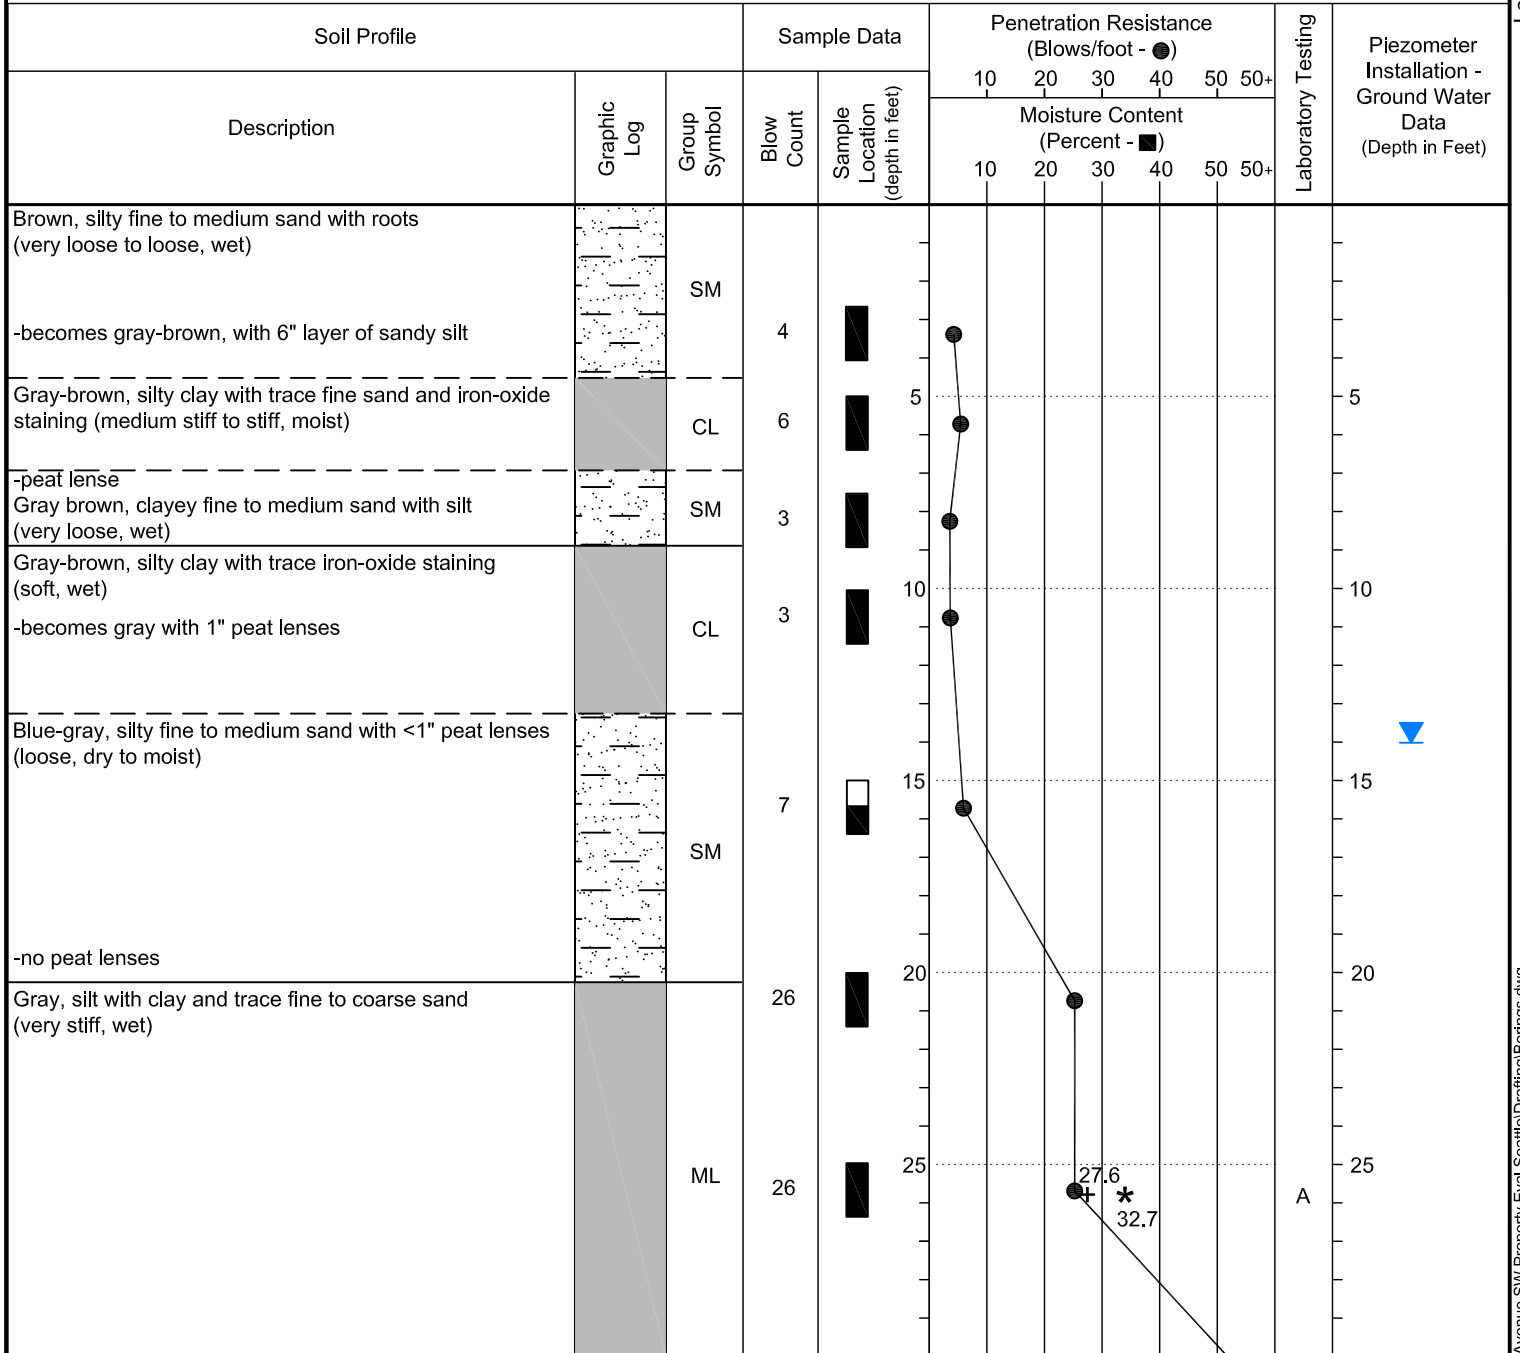 Soil Profile
Sample Data
Penetration Resistance
(Blows/foot - )
10 20 30 40 50 50+
Moisture Content
(Percent - )
10 20 30 40 50 50+
Laboratory Testing
Piezometer
Installation -
Ground Water
Data
(Depth in Feet)
Description
Graphic
Log
Group
Symbol
Blow
Count
Sample
Location
(depth in feet)
Brown, silty fine to medium sand with roots
(very loose to loose, wet)
SM
-becomes gray-brown, with 6" layer of sandy silt
4
Gray-brown, silty clay with trace fine sand and iron-oxide
staining (medium stiff to stiff, moist)
CL
6
5
5
-peat lense
Gray brown, clayey fine to medium sand with silt
(very loose, wet)
SM
3
Gray-brown, silty clay with trace iron-oxide staining
(soft, wet)
-becomes gray with 1" peat lenses
CL
3
10
10
Blue-gray, silty fine to medium sand with <1" peat lenses
(loose, dry to moist)
7
15
15
SM
-no peat lenses
20
20
Gray, silt with clay and trace fine to coarse sand
(very stiff, wet)
26
ML
26
25
25
27.6
+ *
32.7
A
Avenue SW Property Eval Seattle\Drafting\Borings.dwg